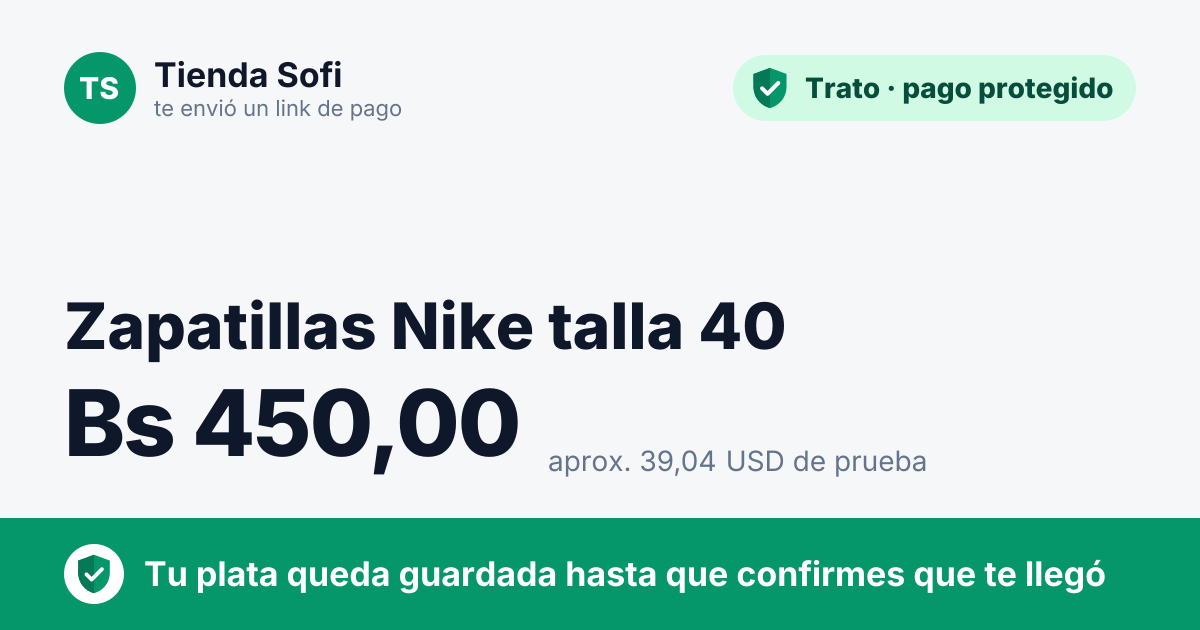 TS
Tienda Sofi
te envió un link de pago
Trato · pago protegido
Zapatillas Nike talla 40
Bs 450,00
aprox. 39,04 USD de prueba
Tu plata queda guardada hasta que confirmes que te llegó